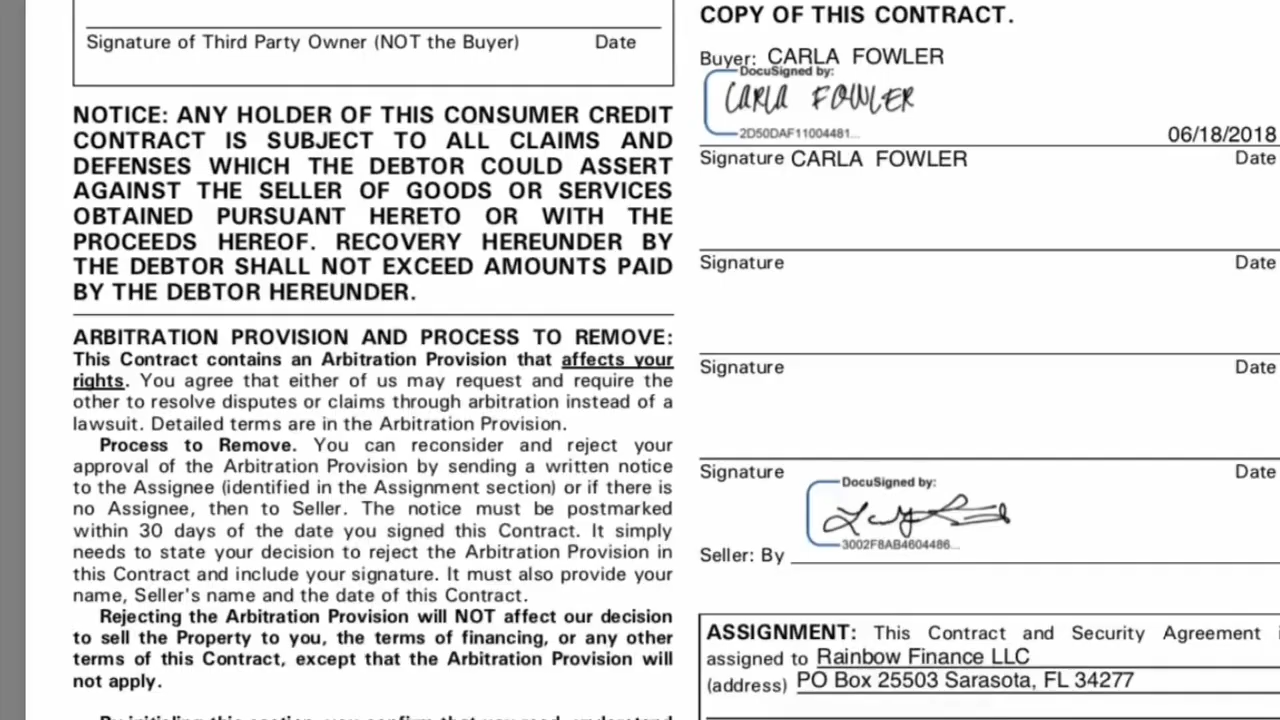 Signature of Third Party Owner (NOT the Buyer) Date
NOTICE: ANY HOLDER OF THIS CONSUMER CREDIT
CONTRACT IS SUBJECT TO ALL CLAIMS AND
DEFENSES WHICH THE DEBTOR COULD ASSERT
AGAINST THE SELLER OF GOODS OR SERVICES
OBTAINED PURSUANT HERETO OR WITH THE
PROCEEDS HEREOF. RECOVERY HEREUNDER BY
THE DEBTOR SHALL NOT EXCEED AMOUNTS PAID
BY THE DEBTOR HEREUNDER.
ARBITRATION PROVISION AND PROCESS TO REMOVE:
This Contract contains an Arbitration Provision that affects your
rights. You agree that either of us may request and require the
other to resolve disputes or claims through arbitration instead of a
lawsuit. Detailed terms are in the Arbitration Provision.
Process to Remove. You can reconsider and reject your
approval of the Arbitration Provision by sending a written notice
to the Assignee (identified in the Assignment section) or if there is
no Assignee, then to Seller. The notice must be postmarked
within 30 days of the date you signed this Contract. It simply
needs to state your decision to reject the Arbitration Provision in
this Contract and include your signature. It must also provide your
name, Seller's name and the date of this Contract.
Rejecting the Arbitration Provision will NOT affect our decision
to sell the Property to you, the terms of financing, or any other
terms of this Contract, except that the Arbitration Provision will
not apply.
By initialing this section, you confirm that you read, understand
COPY OF THIS CONTRACT.
Buyer: CARLA FOWLER
DocuSigned by:
CARLA FOWLER
2D50DAF11004481...
06/18/2018
Signature CARLA FOWLER Date
Signature Date
Signature Date
Signature Date
DocuSigned by:
3002F8AB4604486...
Seller: By
ASSIGNMENT: This Contract and Security Agreement
assigned to Rainbow Finance LLC
(address) PO Box 25503 Sarasota, FL 34277